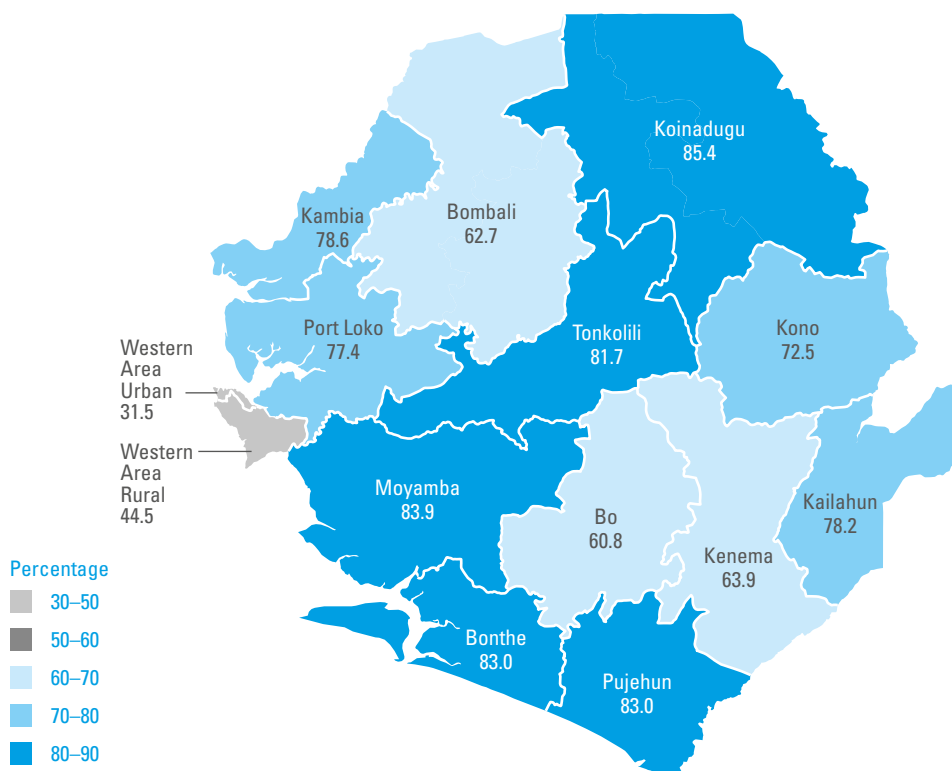 Koinadugu
85.4
Kambia
78.6
Bombali
62.7
Port Loko
77.4
Tonkolili
81.7
Kono
72.5
Western
Area
Urban
31.5
Western
Area
Rural
44.5
Moyamba
83.9
Bo
60.8
Kailahun
78.2
Kenema
63.9
Bonthe
83.0
Pujehun
83.0
Percentage
30–50
50–60
60–70
70–80
80–90